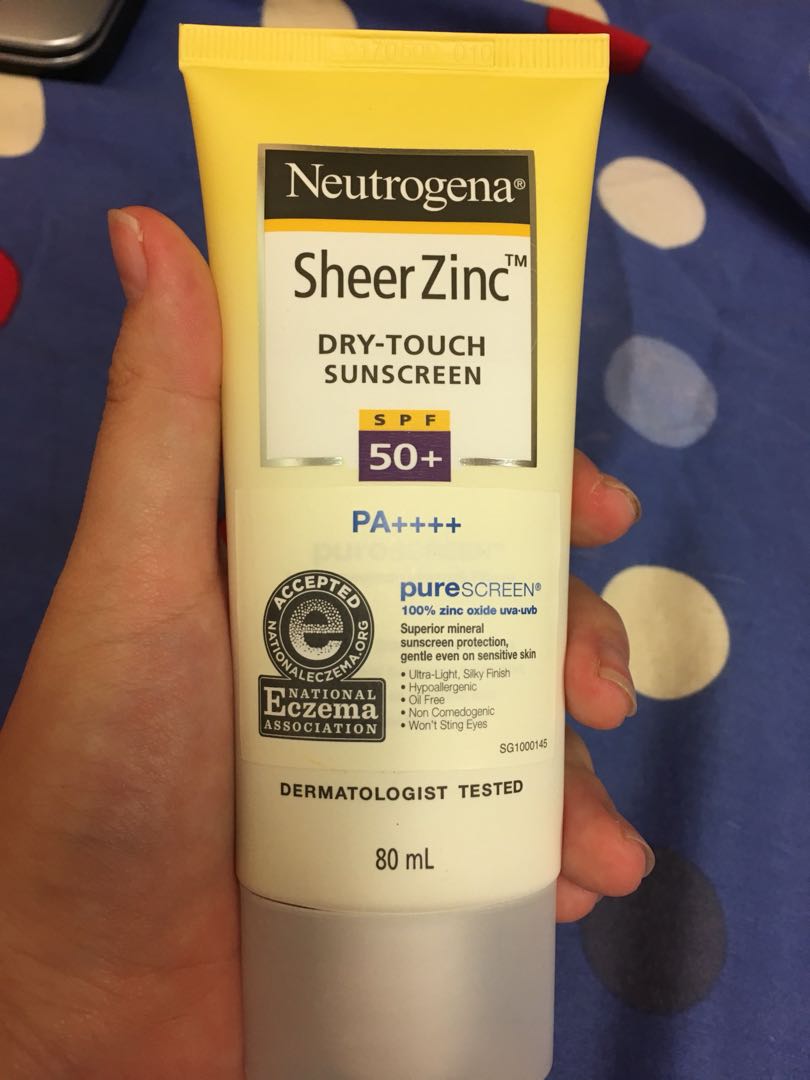 Neutrogena®
SheerZinc™
DRY-TOUCH
SUNSCREEN
SPF
50+
PA++++
ACCEPTED
NATIONALECZEMA.ORG
e
NATIONAL
Eczema
ASSOCIATION
pureSCREEN®
100% zinc oxide uva-uvb
Superior mineral
sunscreen protection,
gentle even on sensitive skin
• Ultra-Light, Silky Finish
• Hypoallergenic
• Oil Free
• Non Comedogenic
• Won't Sting Eyes
SG1000145
DERMATOLOGIST TESTED
80 mL